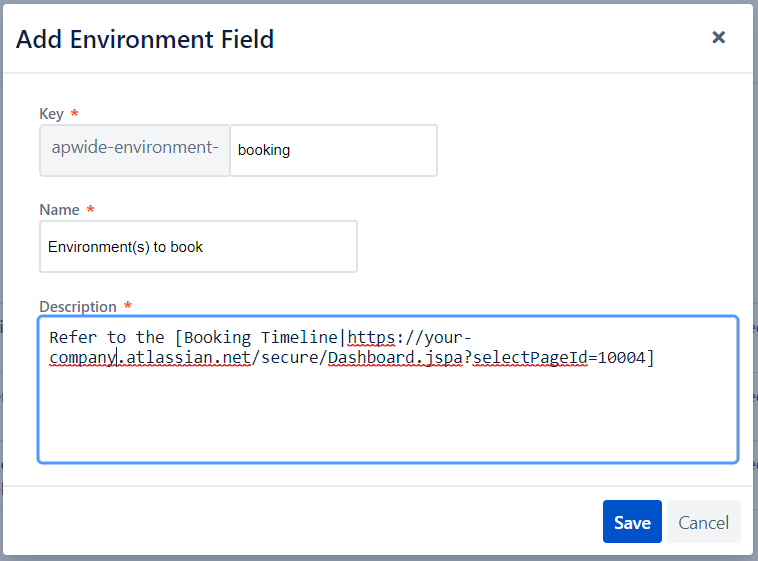 Add Environment Field ×
Key *
apwide-environment- booking
Name *
Environment(s) to book
Description *
Refer to the [Booking Timeline|https://your-
company.atlassian.net/secure/Dashboard.jspa?selectPageId=10004]
Save Cancel